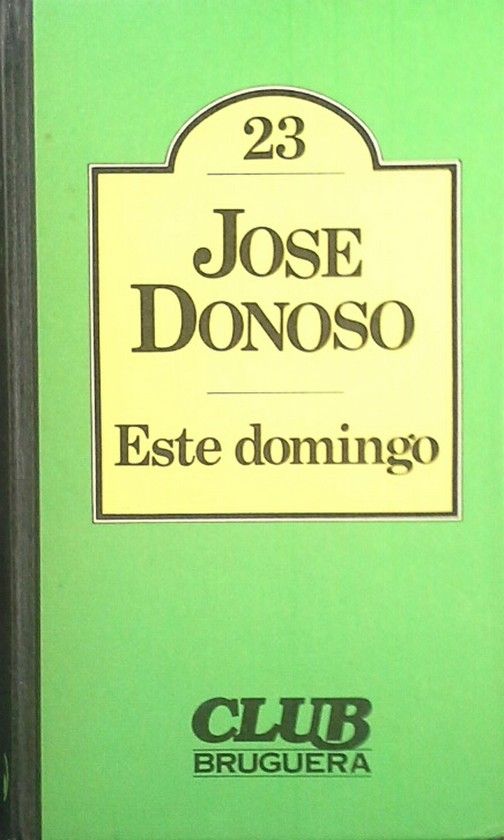 23
JOSE
DONOSO
Este domingo
CLUB
BRUGUERA